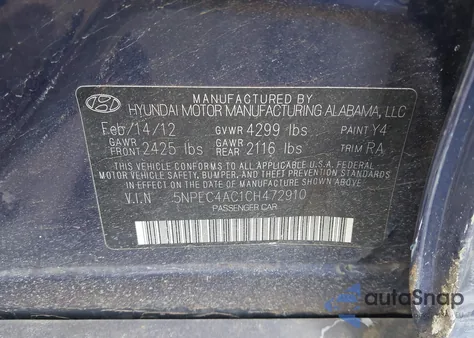 MANUFACTURED BY
HYUNDAI MOTOR MANUFACTURING ALABAMA, LLC
Feb/14/12 GVWR 4299 lbs PAINT Y4
GAWR FRONT 2425 lbs GAWR REAR 2116 lbs TRIM RA
THIS VEHICLE CONFORMS TO ALL APPLICABLE U.S.A. FEDERAL
MOTOR VEHICLE SAFETY, BUMPER, AND THEFT PREVENTION STANDARDS
IN EFFECT ON THE DATE OF MANUFACTURE SHOWN ABOVE.
V.I.N 5NPEC4AC1CH472910
PASSENGER CAR
autoSnap